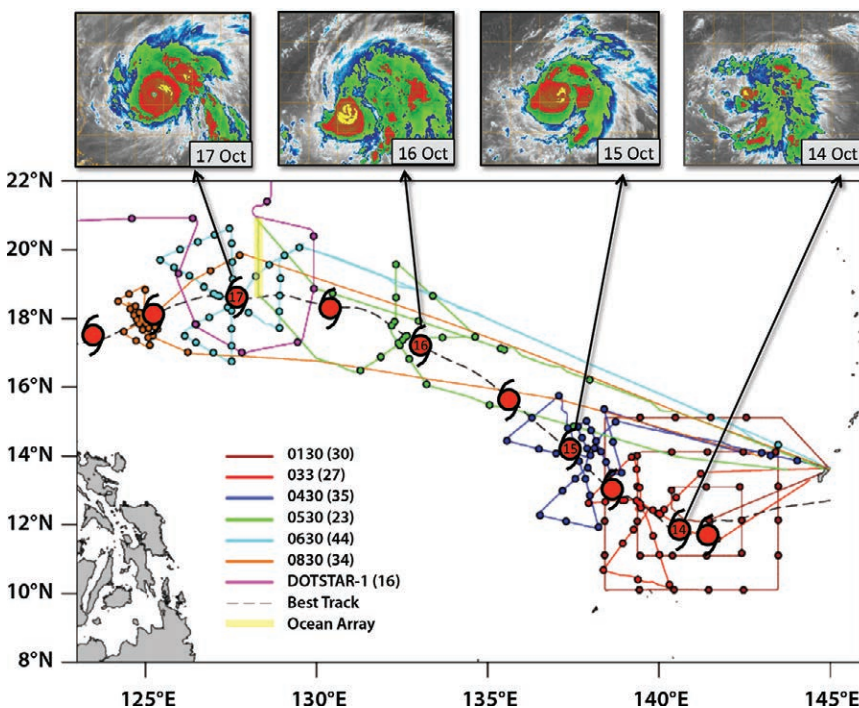 17 Oct
16 Oct
15 Oct
14 Oct
22°N
20°N
18°N
16°N
14°N
12°N
10°N
8°N
17
16
15
14
0130 (30)
033 (27)
0430 (35)
0530 (23)
0630 (44)
0830 (34)
DOTSTAR-1 (16)
Best Track
Ocean Array
125°E
130°E
135°E
140°E
145°E